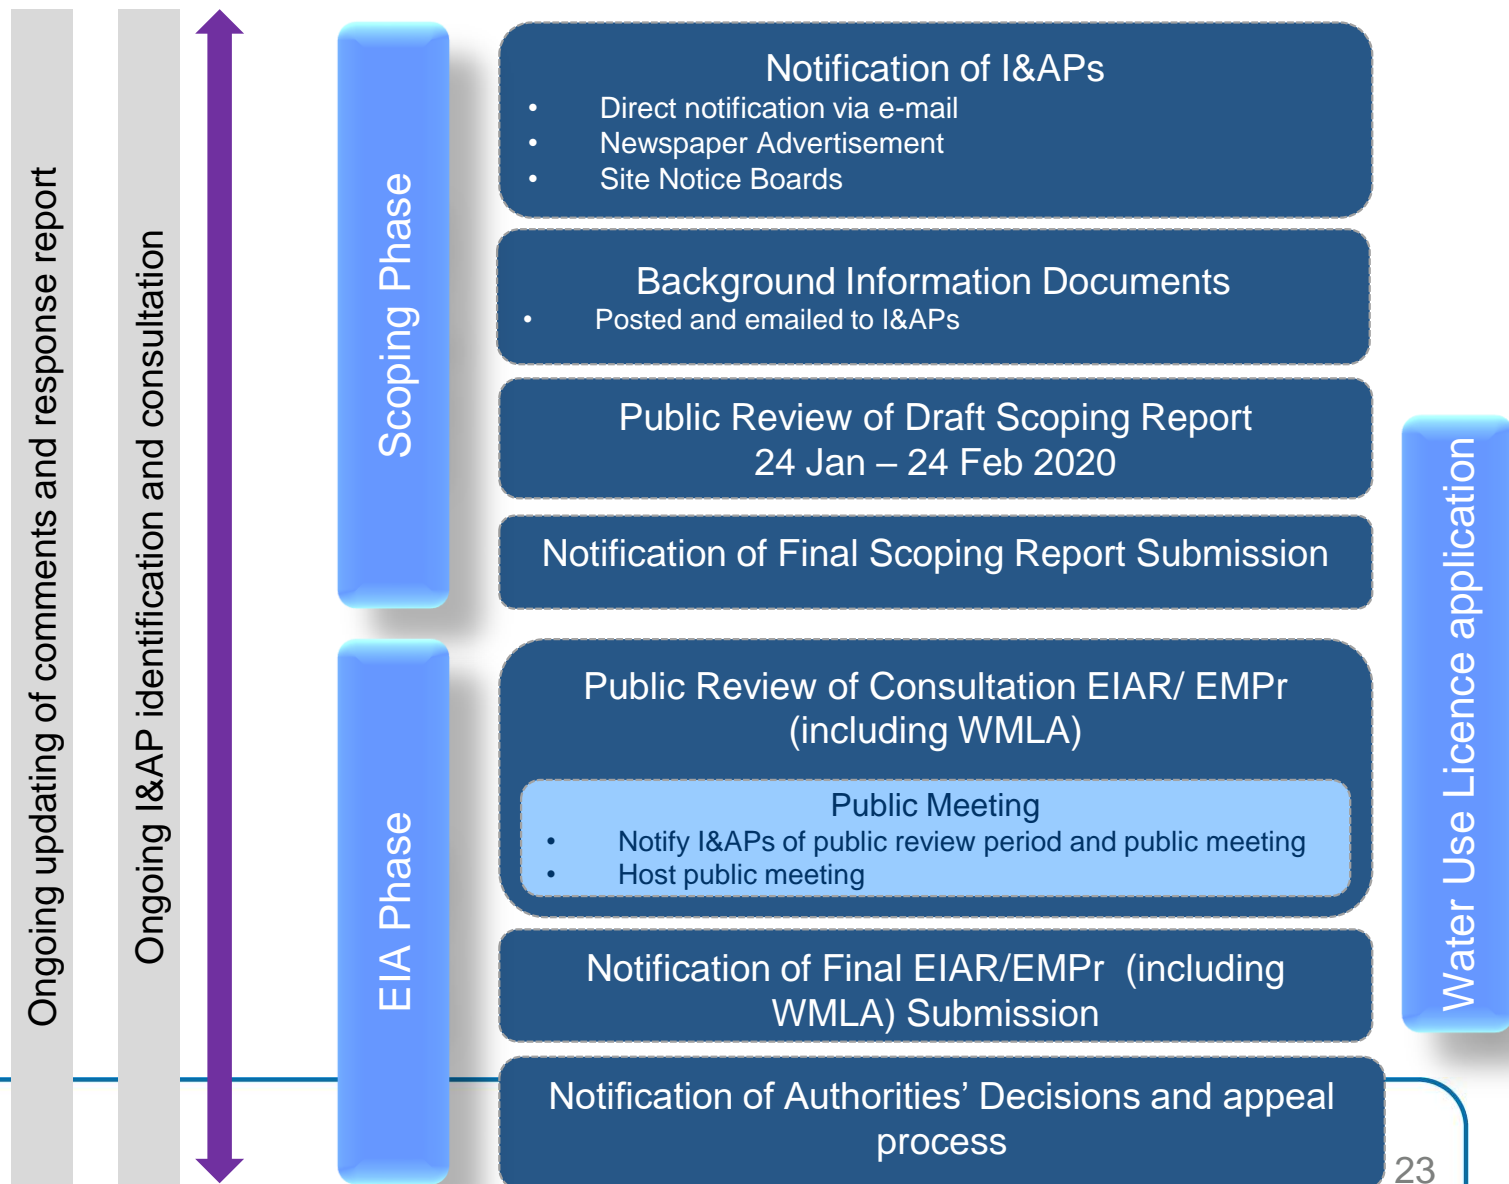 Ongoing updating of comments and response report
Ongoing I&AP identification and consultation
Scoping Phase
Notification of I&APs
• Direct notification via e-mail
• Newspaper Advertisement
• Site Notice Boards
Background Information Documents
• Posted and emailed to I&APs
Public Review of Draft Scoping Report
24 Jan – 24 Feb 2020
Notification of Final Scoping Report Submission
EIA Phase
Public Review of Consultation EIAR/ EMPr
(including WMLA)
Public Meeting
• Notify I&APs of public review period and public meeting
• Host public meeting
Notification of Final EIAR/EMPr (including
WMLA) Submission
Notification of Authorities’ Decisions and appeal
process
Water Use Licence application
23